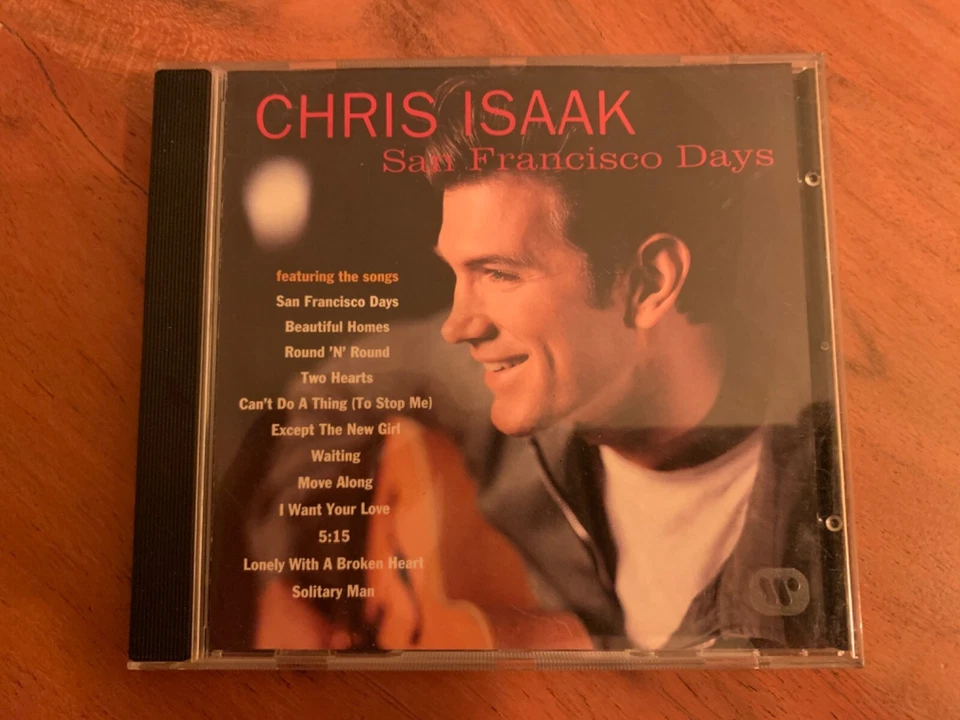 CHRIS ISAAK
San Francisco Days
featuring the songs
San Francisco Days
Beautiful Homes
Round 'N' Round
Two Hearts
Can't Do A Thing (To Stop Me)
Except The New Girl
Waiting
Move Along
I Want Your Love
5:15
Lonely With A Broken Heart
Solitary Man